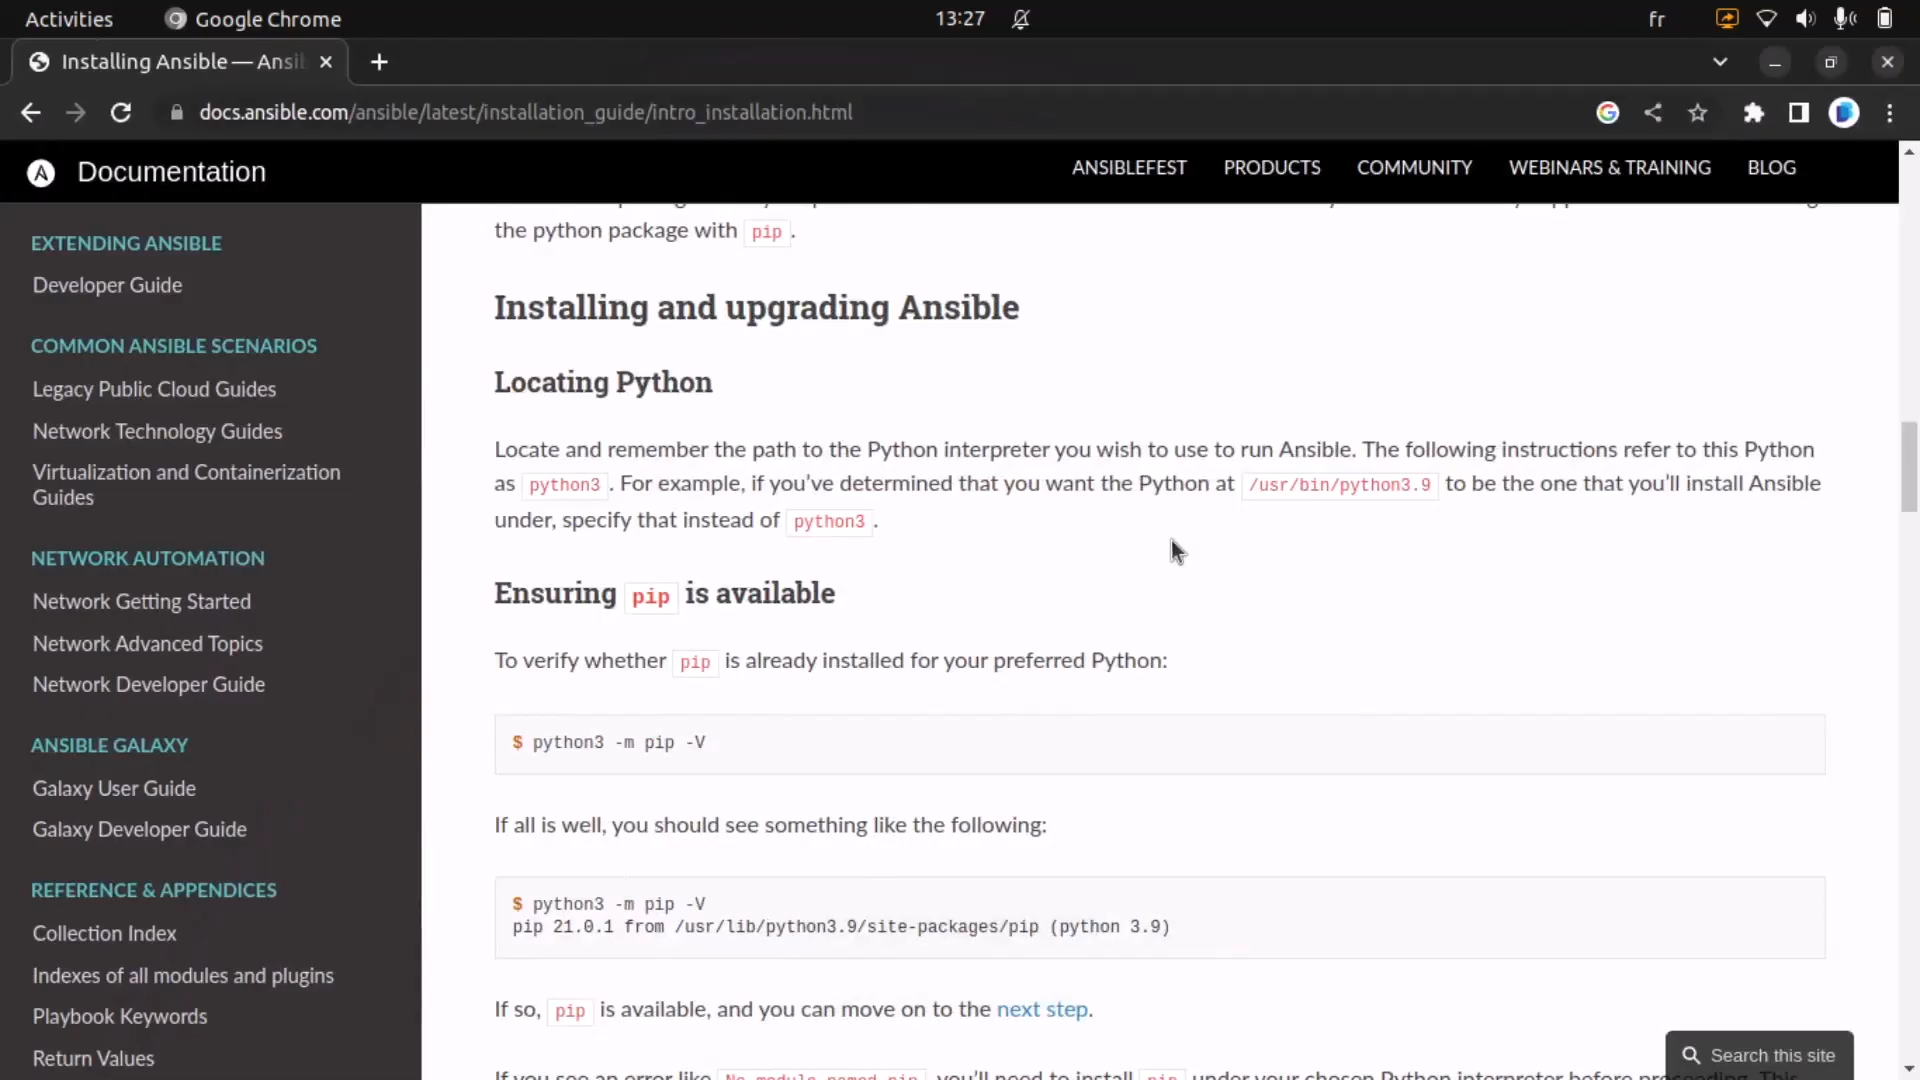 Activities
Google Chrome
13:27
fr
Installing Ansible — Ansi
docs.ansible.com/ansible/latest/installation_guide/intro_installation.html
Documentation
ANSIBLEFEST
PRODUCTS
COMMUNITY
WEBINARS & TRAINING
BLOG
EXTENDING ANSIBLE
Developer Guide
COMMON ANSIBLE SCENARIOS
Legacy Public Cloud Guides
Network Technology Guides
Virtualization and Containerization
Guides
NETWORK AUTOMATION
Network Getting Started
Network Advanced Topics
Network Developer Guide
ANSIBLE GALAXY
Galaxy User Guide
Galaxy Developer Guide
REFERENCE & APPENDICES
Collection Index
Indexes of all modules and plugins
Playbook Keywords
Return Values
the python package with pip.
Installing and upgrading Ansible
Locating Python
Locate and remember the path to the Python interpreter you wish to use to run Ansible. The following instructions refer to this Python
as python3. For example, if you’ve determined that you want the Python at /usr/bin/python3.9 to be the one that you’ll install Ansible
under, specify that instead of python3.
Ensuring pip is available
To verify whether pip is already installed for your preferred Python:
$ python3 -m pip -V
If all is well, you should see something like the following:
$ python3 -m pip -V
pip 21.0.1 from /usr/lib/python3.9/site-packages/pip (python 3.9)
If so, pip is available, and you can move on to the next step.
If you see an error like No module named pip, you’ll need to install pip under your chosen Python interpreter before proceeding. This
Search this site